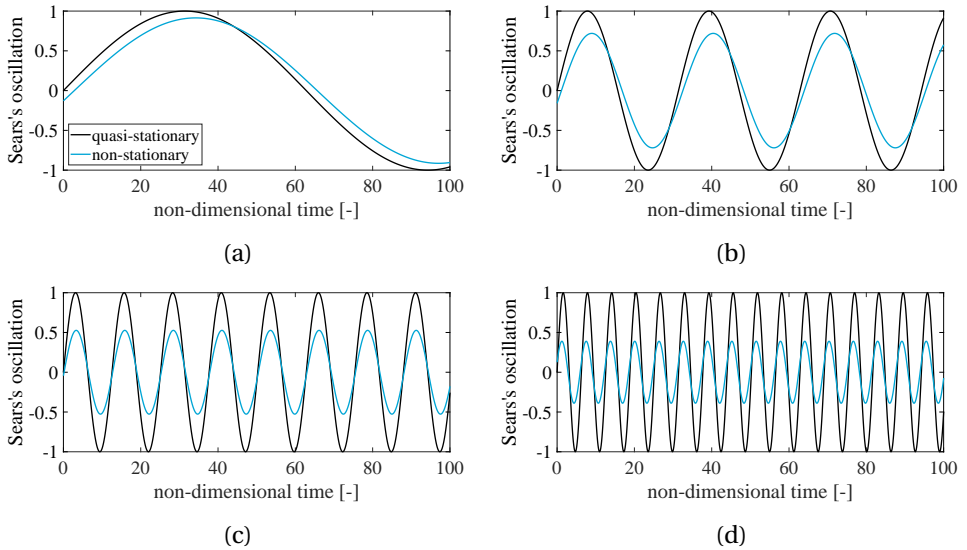 Sears's oscillation
1
0.5
0
-0.5
-1
quasi-stationary
non-stationary
0 20 40 60 80 100
non-dimensional time [-]
(a)
Sears's oscillation
1
0.5
0
-0.5
-1
0 20 40 60 80 100
non-dimensional time [-]
(b)
Sears's oscillation
1
0.5
0
-0.5
-1
0 20 40 60 80 100
non-dimensional time [-]
(c)
Sears's oscillation
1
0.5
0
-0.5
-1
0 20 40 60 80 100
non-dimensional time [-]
(d)